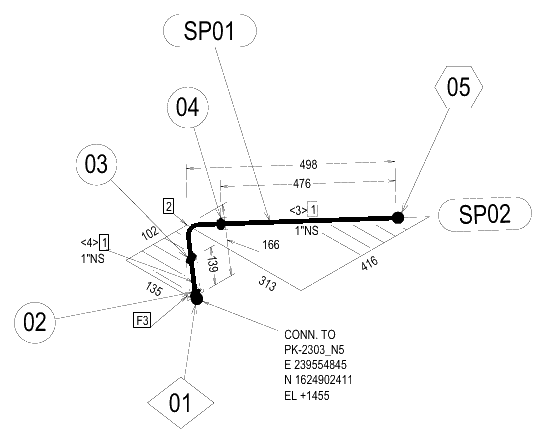 SP01
05
04
03
498
476
2
<3> 1
1"NS
SP02
102
<4> 1
1"NS
166
139
416
313
135
02
F3
CONN. TO
PK-2303_N5
E 239554845
N 1624902411
EL +1455
01